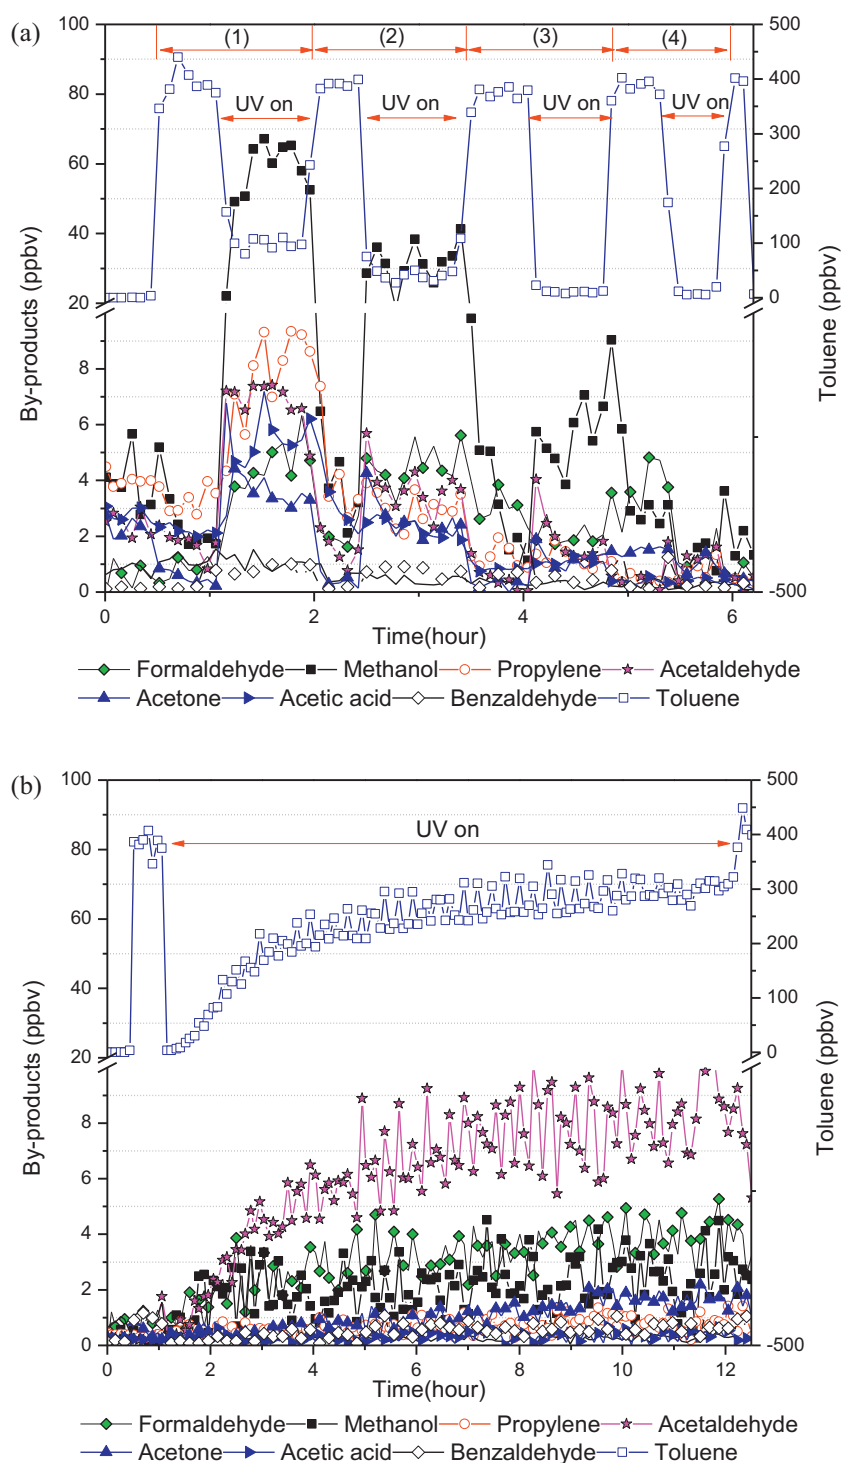 (a)
(1) (2) (3) (4)
UV on UV on UV on UV on
By-products (ppbv)
100
80
60
40
20
8
6
4
2
0
Toluene (ppbv)
500
400
300
200
100
0
-500
0 2 4 6
Time(hour)
Formaldehyde Methanol Propylene Acetaldehyde
Acetone Acetic acid Benzaldehyde Toluene
(b)
UV on
By-products (ppbv)
100
80
60
40
20
8
6
4
2
0
Toluene (ppbv)
500
400
300
200
100
0
-500
0 2 4 6 8 10 12
Time(hour)
Formaldehyde Methanol Propylene Acetaldehyde
Acetone Acetic acid Benzaldehyde Toluene